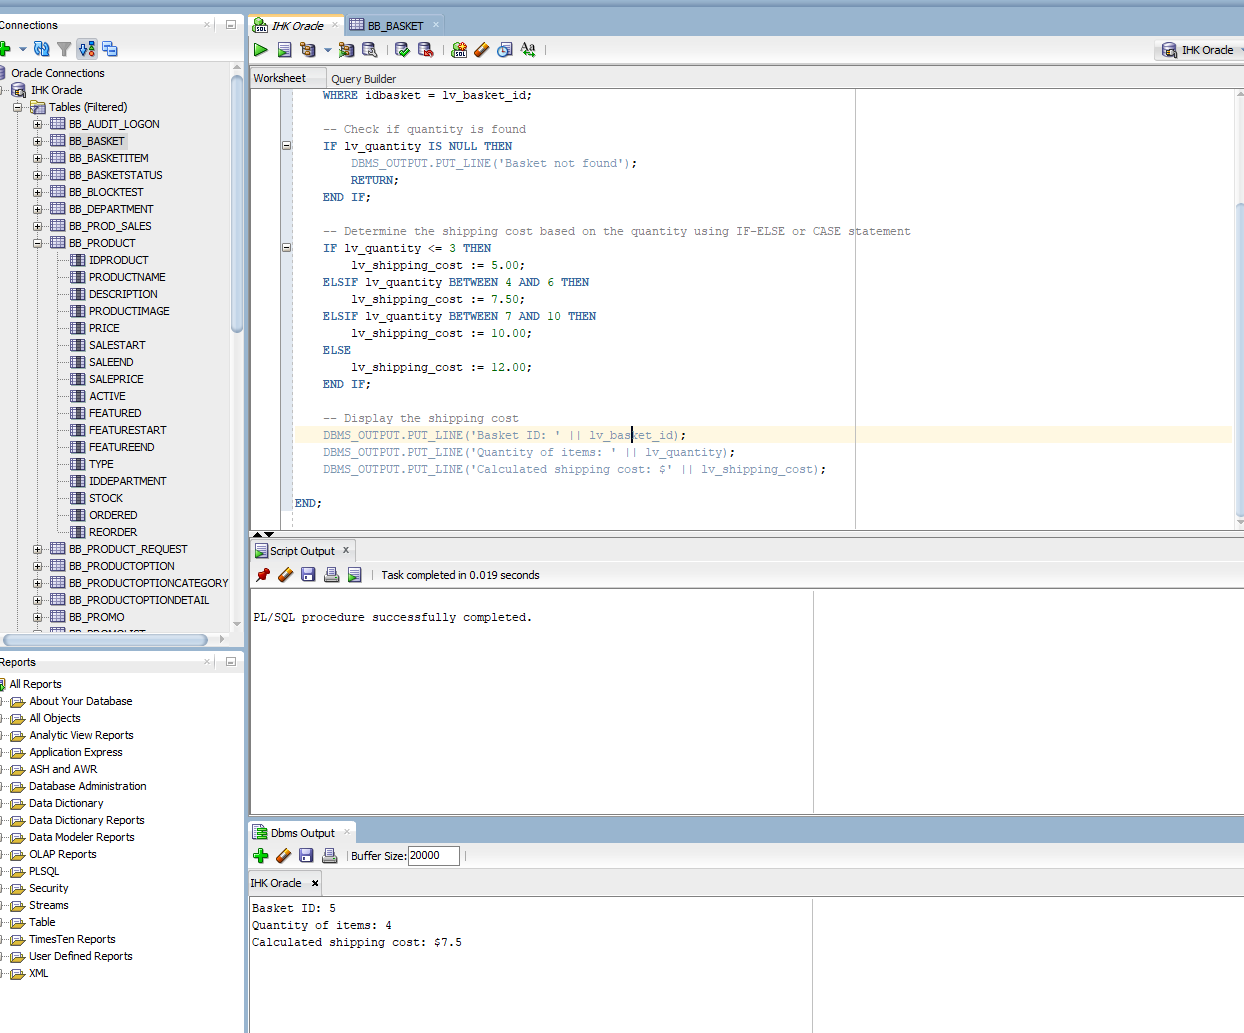 Connections
Oracle Connections
IHK Oracle
Tables (Filtered)
BB_AUDIT_LOGON
BB_BASKET
BB_BASKETITEM
BB_BASKETSTATUS
BB_BLOCKTEST
BB_DEPARTMENT
BB_PROD_SALES
BB_PRODUCT
IDPRODUCT
PRODUCTNAME
DESCRIPTION
PRODUCTIMAGE
PRICE
SALESTART
SALEEND
SALEPRICE
ACTIVE
FEATURED
FEATURESTART
FEATUREEND
TYPE
IDDEPARTMENT
STOCK
ORDERED
REORDER
BB_PRODUCT_REQUEST
BB_PRODUCTOPTION
BB_PRODUCTOPTIONCATEGORY
BB_PRODUCTOPTIONDETAIL
BB_PROMO
BB_PROMOLIST
Reports
All Reports
About Your Database
All Objects
Analytic View Reports
Application Express
ASH and AWR
Database Administration
Data Dictionary
Data Dictionary Reports
Data Modeler Reports
OLAP Reports
PLSQL
Security
Streams
Table
TimesTen Reports
User Defined Reports
XML
IHK Oracle
BB_BASKET
IHK Oracle
Worksheet
Query Builder
WHERE idbasket = lv_basket_id;
-- Check if quantity is found
IF lv_quantity IS NULL THEN
DBMS_OUTPUT.PUT_LINE('Basket not found');
RETURN;
END IF;
-- Determine the shipping cost based on the quantity using IF-ELSE or CASE statement
IF lv_quantity <= 3 THEN
lv_shipping_cost := 5.00;
ELSIF lv_quantity BETWEEN 4 AND 6 THEN
lv_shipping_cost := 7.50;
ELSIF lv_quantity BETWEEN 7 AND 10 THEN
lv_shipping_cost := 10.00;
ELSE
lv_shipping_cost := 12.00;
END IF;
-- Display the shipping cost
DBMS_OUTPUT.PUT_LINE('Basket ID: ' || lv_basket_id);
DBMS_OUTPUT.PUT_LINE('Quantity of items: ' || lv_quantity);
DBMS_OUTPUT.PUT_LINE('Calculated shipping cost: $' || lv_shipping_cost);
END;
Script Output
Task completed in 0.019 seconds
PL/SQL procedure successfully completed.
Dbms Output
Buffer Size: 20000
IHK Oracle
Basket ID: 5
Quantity of items: 4
Calculated shipping cost: $7.5